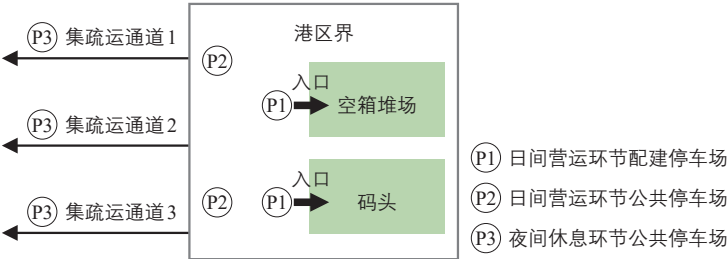 港区界
P3 集疏运通道1
P2
入口
P1
空箱堆场
P3 集疏运通道2
入口
P1
码头
P3 集疏运通道3
P2
P1 日间营运环节配建停车场
P2 日间营运环节公共停车场
P3 夜间休息环节公共停车场